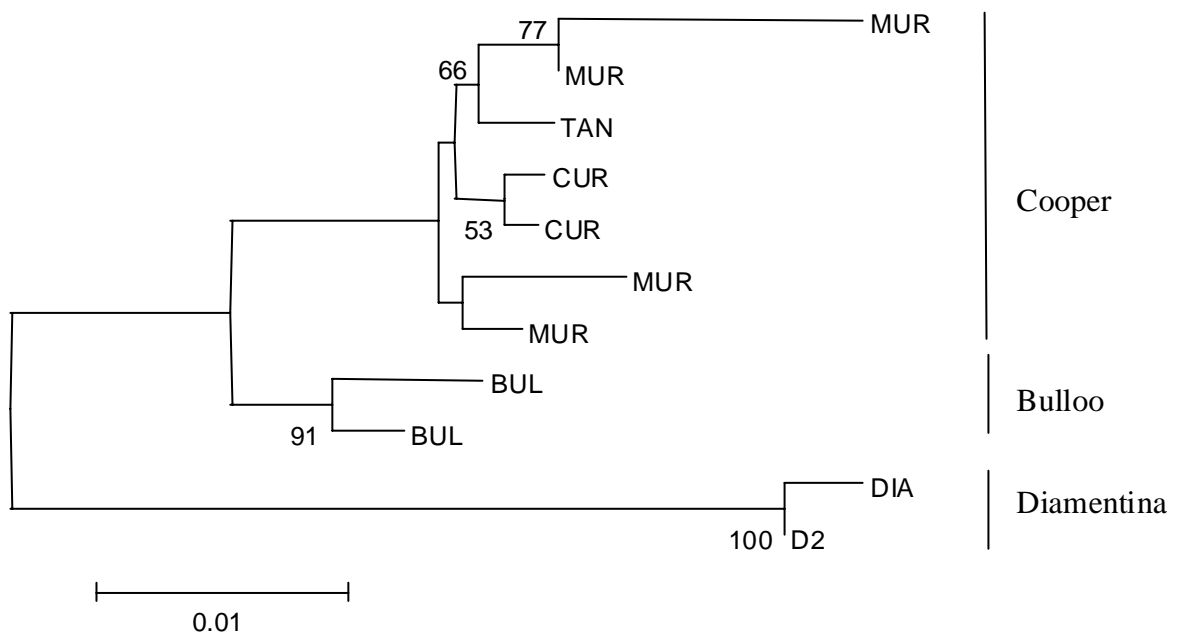 77
MUR
66
MUR
TAN
CUR
Cooper
53
CUR
MUR
MUR
BUL
Bulloo
91
BUL
DIA
Diamentina
100
D2
0.01